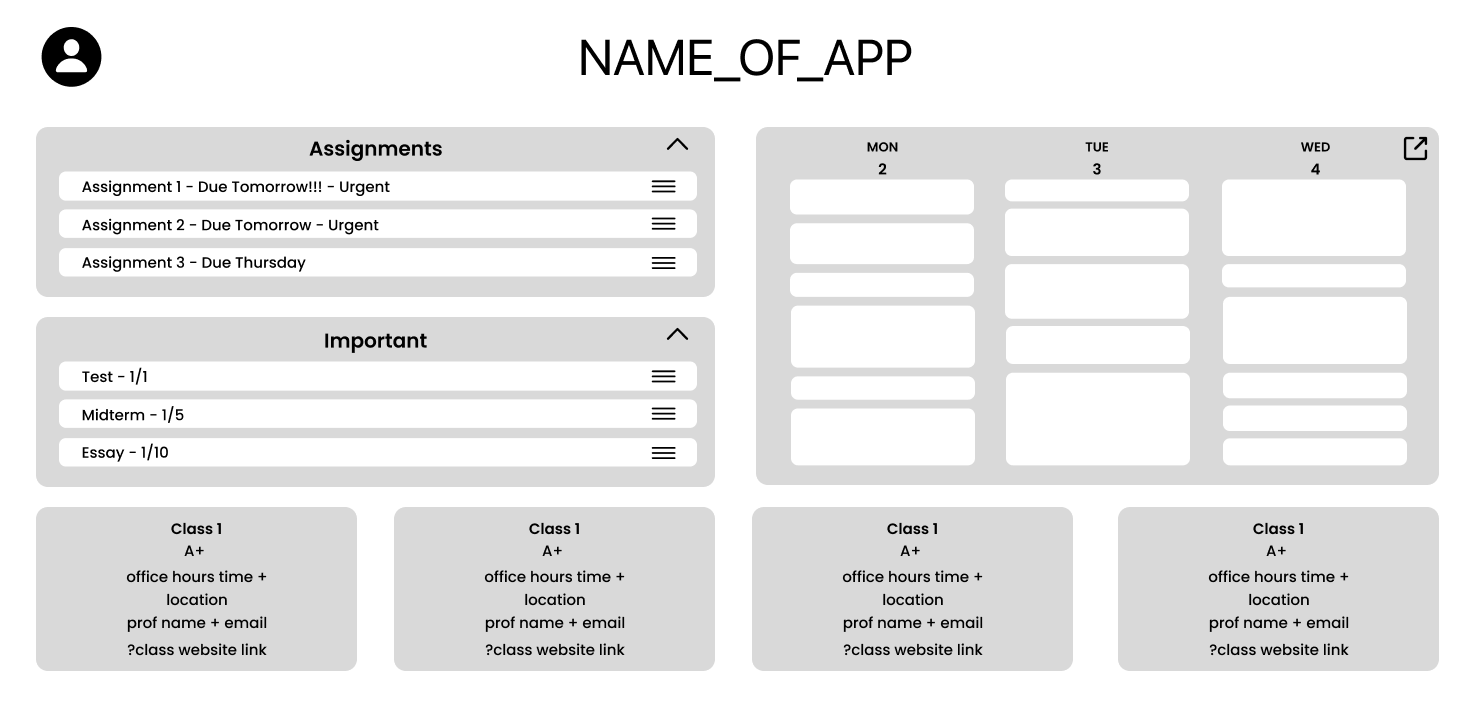 NAME_OF_APP
Assignments
Assignment 1 - Due Tomorrow!!! - Urgent
Assignment 2 - Due Tomorrow - Urgent
Assignment 3 - Due Thursday
Important
Test - 1/1
Midterm - 1/5
Essay - 1/10
MON
2
TUE
3
WED
4
Class 1
A+
office hours time +
location
prof name + email
?class website link
Class 1
A+
office hours time +
location
prof name + email
?class website link
Class 1
A+
office hours time +
location
prof name + email
?class website link
Class 1
A+
office hours time +
location
prof name + email
?class website link